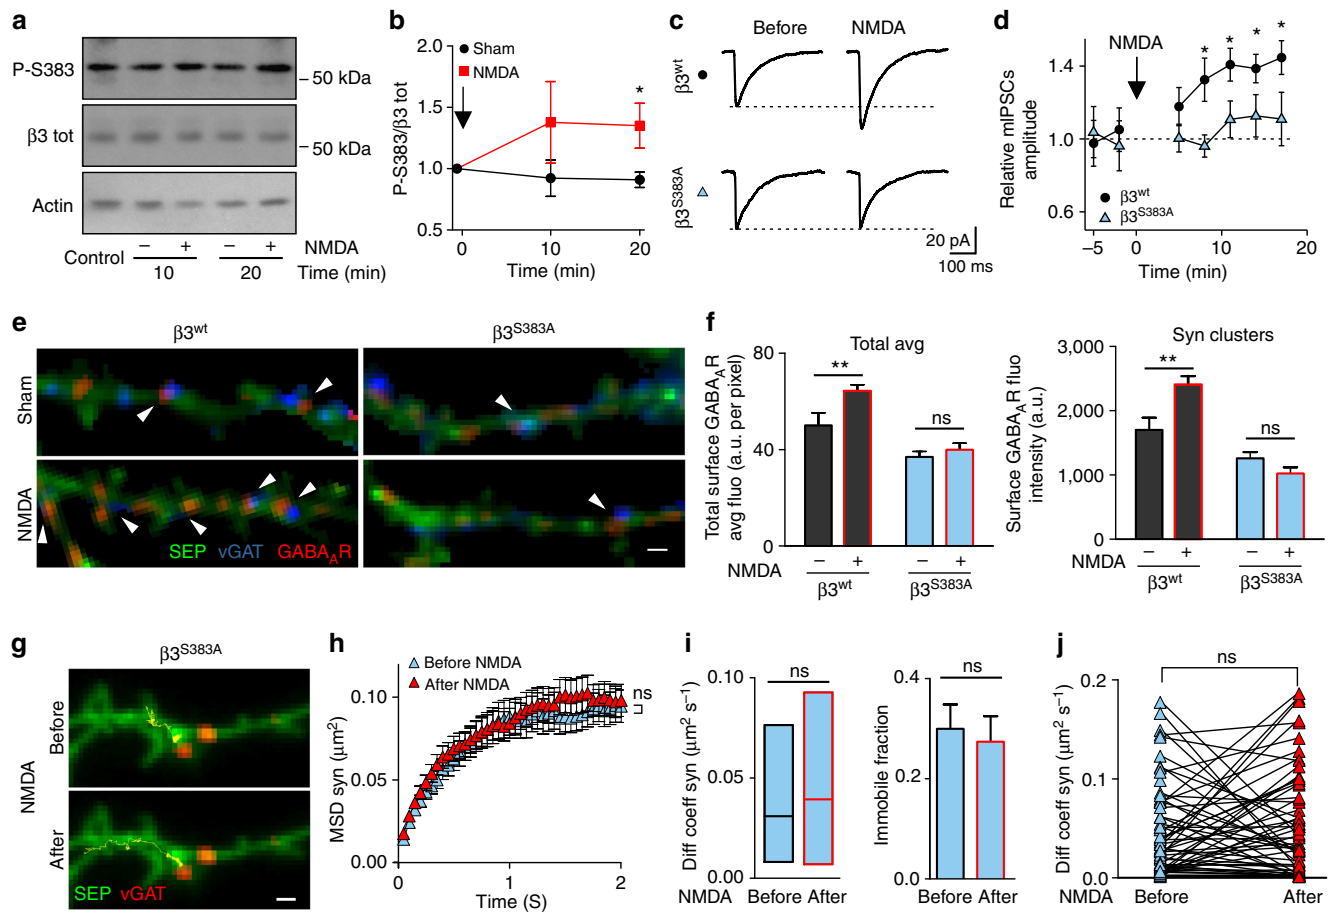 a
P-S383
50 kDa
β3 tot
50 kDa
Actin
Control
− + − + NMDA
10 20 Time (min)
b
2.0
1.5
1.0
0.5
P-S383/β3 tot
Sham
NMDA
*
0 10 20
Time (min)
c
Before NMDA
β3wt
β3S383A
20 pA
100 ms
d
NMDA
* * * *
1.4
1.0
0.6
Relative mIPSCs
amplitude
β3wt
β3S383A
−5 0 10 20
Time (min)
e
β3wt β3S383A
Sham
NMDA
SEP vGAT GABAAR
f
Total avg
80
40
0
Total surface GABAAR
avg fluo (a.u. per pixel)
**
ns
NMDA − + − +
β3wt β3S383A
Syn clusters
3,000
2,000
1,000
0
Surface GABAAR fluo
intensity (a.u.)
**
ns
NMDA − + − +
β3wt β3S383A
g
β3S383A
Before
After
NMDA
SEP vGAT
h
Before NMDA
After NMDA
0.10
0.05
0.00
MSD syn (μm2)
ns
0 1 2
Time (S)
i
ns
0.10
0.05
0.00
Diff coeff syn (μm2 s−1)
NMDA Before After
ns
0.4
0.2
0.0
Immobile fraction
Before After
j
ns
0.2
0.1
0.0
Diff coeff syn (μm2 s−1)
NMDA Before After